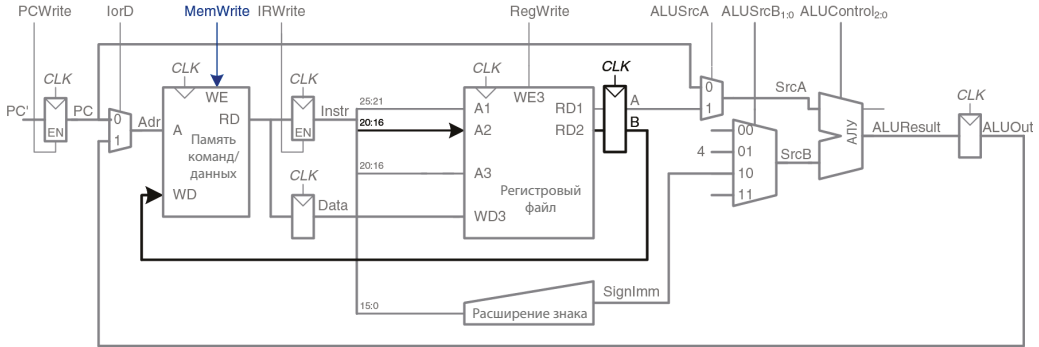 PCWrite IorD MemWrite IRWrite RegWrite ALUSrcA ALUSrcB1:0 ALUControl2:0
CLK
CLK
CLK
CLK
CLK
CLK
PC'
EN
PC
0
1
Adr
WE
A
RD
Память
команд/
данных
WD
EN
Instr
CLK
Data
25:21
20:16
20:16
15:0
A1
A2
A3
WD3
WE3
RD1
RD2
Регистровый
файл
A
B
0
1
SrcA
4
00
01
10
11
SrcB
АЛУ
ALUResult
ALUOut
SignImm
Расширение знака